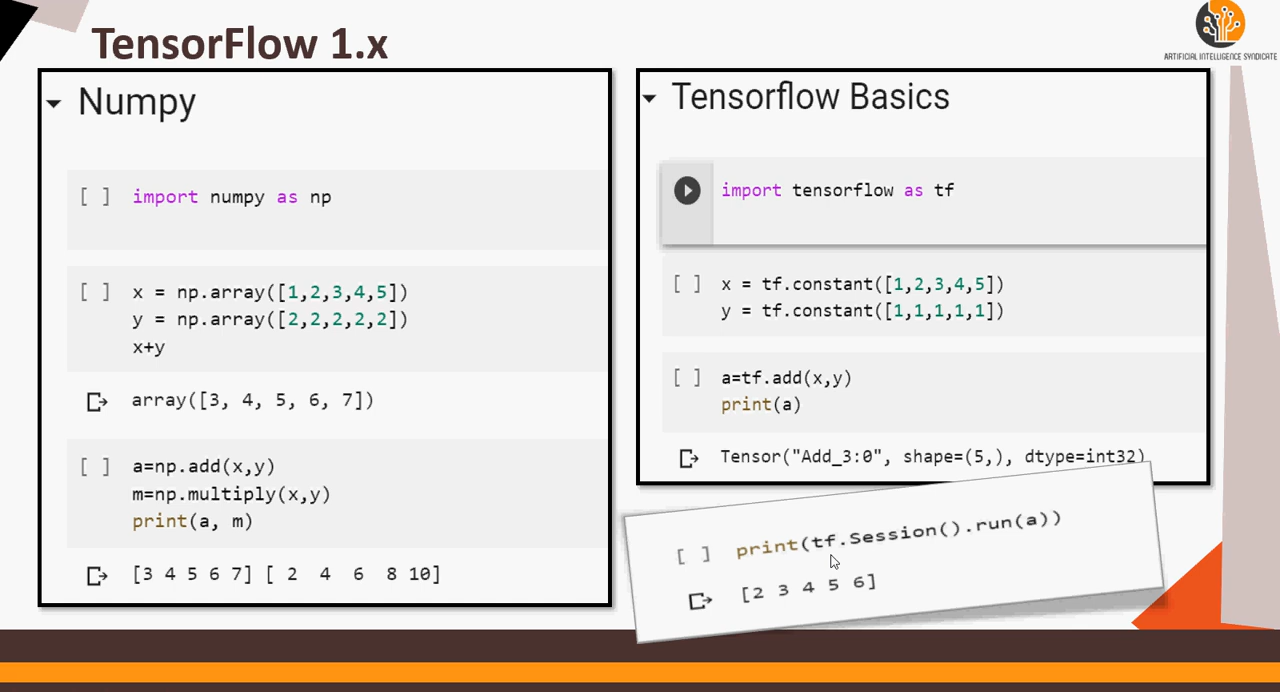 TensorFlow 1.x
ARTIFICIAL INTELLIGENCE SYNDICATE
Numpy
[ ] import numpy as np
[ ] x = np.array([1,2,3,4,5])
y = np.array([2,2,2,2,2])
x+y
array([3, 4, 5, 6, 7])
[ ] a=np.add(x,y)
m=np.multiply(x,y)
print(a, m)
[3 4 5 6 7] [ 2  4  6  8 10]
Tensorflow Basics
import tensorflow as tf
[ ] x = tf.constant([1,2,3,4,5])
y = tf.constant([1,1,1,1,1])
[ ] a=tf.add(x,y)
print(a)
Tensor("Add_3:0", shape=(5,), dtype=int32)
[ ] print(tf.Session().run(a))
[2 3 4 5 6]